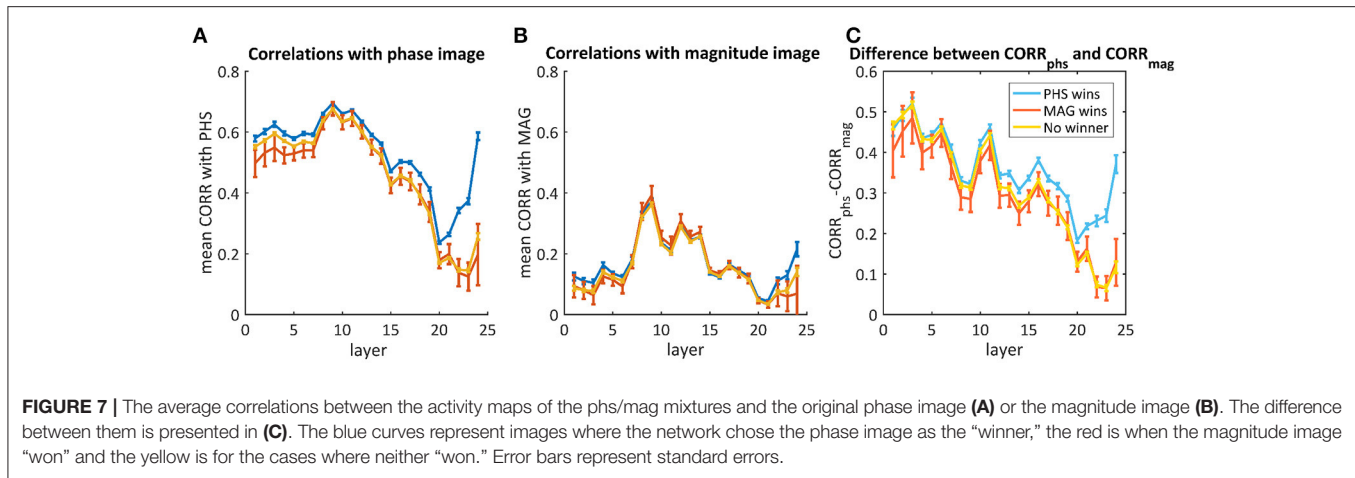 A
Correlations with phase image
mean CORR with PHS
0.8
0.6
0.4
0.2
0
0 5 10 15 20 25
layer
B
Correlations with magnitude image
mean CORR with MAG
0.8
0.6
0.4
0.2
0
0 5 10 15 20 25
layer
C
Difference between CORRphs and CORRmag
CORRphs-CORRmag
0.6
0.5
0.4
0.3
0.2
0.1
0
0 5 10 15 20 25
layer
PHS wins
MAG wins
No winner
FIGURE 7 | The average correlations between the activity maps of the phs/mag mixtures and the original phase image (A) or the magnitude image (B). The difference
between them is presented in (C). The blue curves represent images where the network chose the phase image as the “winner,” the red is when the magnitude image
“won” and the yellow is for the cases where neither “won.” Error bars represent standard errors.